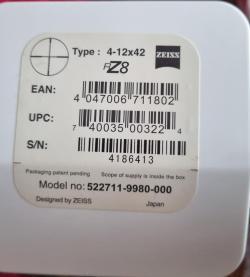 Type : 4-12x42
ZEISS
RZ8
EAN:
4 047006 711802
UPC:
7 40035 00322 4
S/N:
4186413
Packaging patent pending Scope of supply is inside the box
Model no: 522711-9980-000
Designed by ZEISS Japan